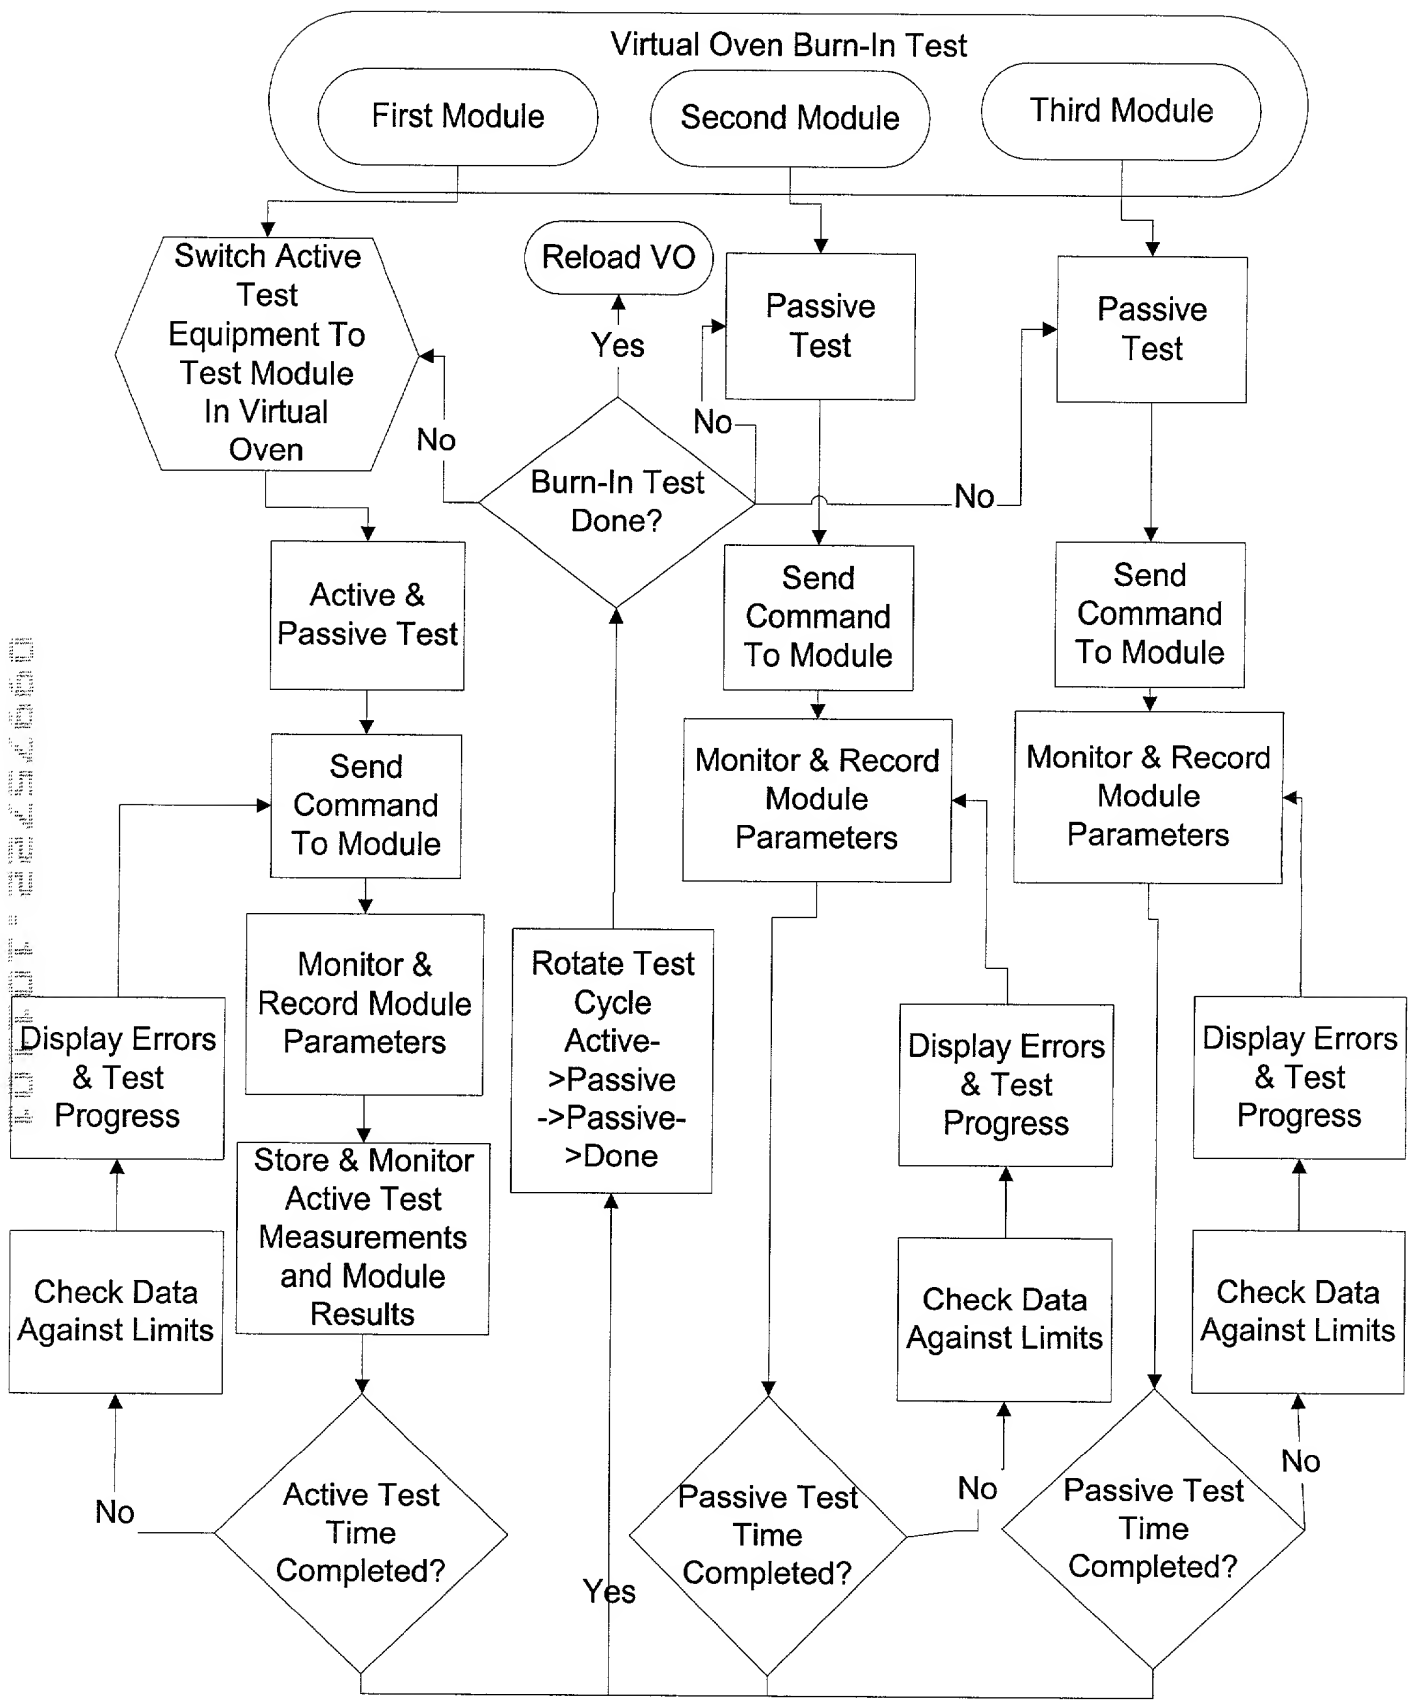 Virtual Oven Burn-In Test
First Module
Second Module
Third Module
Switch Active
Test
Equipment To
Test Module
In Virtual
Oven
Reload VO
Passive
Test
Passive
Test
Yes
No
No
No
Burn-In Test
Done?
Active &
Passive Test
Send
Command
To Module
Send
Command
To Module
Send
Command
To Module
Monitor & Record
Module
Parameters
Monitor & Record
Module
Parameters
Monitor &
Record Module
Parameters
Rotate Test
Cycle
Active-
>Passive
->Passive-
>Done
Display Errors
& Test
Progress
Display Errors
& Test
Progress
Display Errors
& Test
Progress
Store & Monitor
Active Test
Measurements
and Module
Results
Check Data
Against Limits
Check Data
Against Limits
Check Data
Against Limits
No
Active Test
Time
Completed?
Yes
Passive Test
Time
Completed?
No
Passive Test
Time
Completed?
No